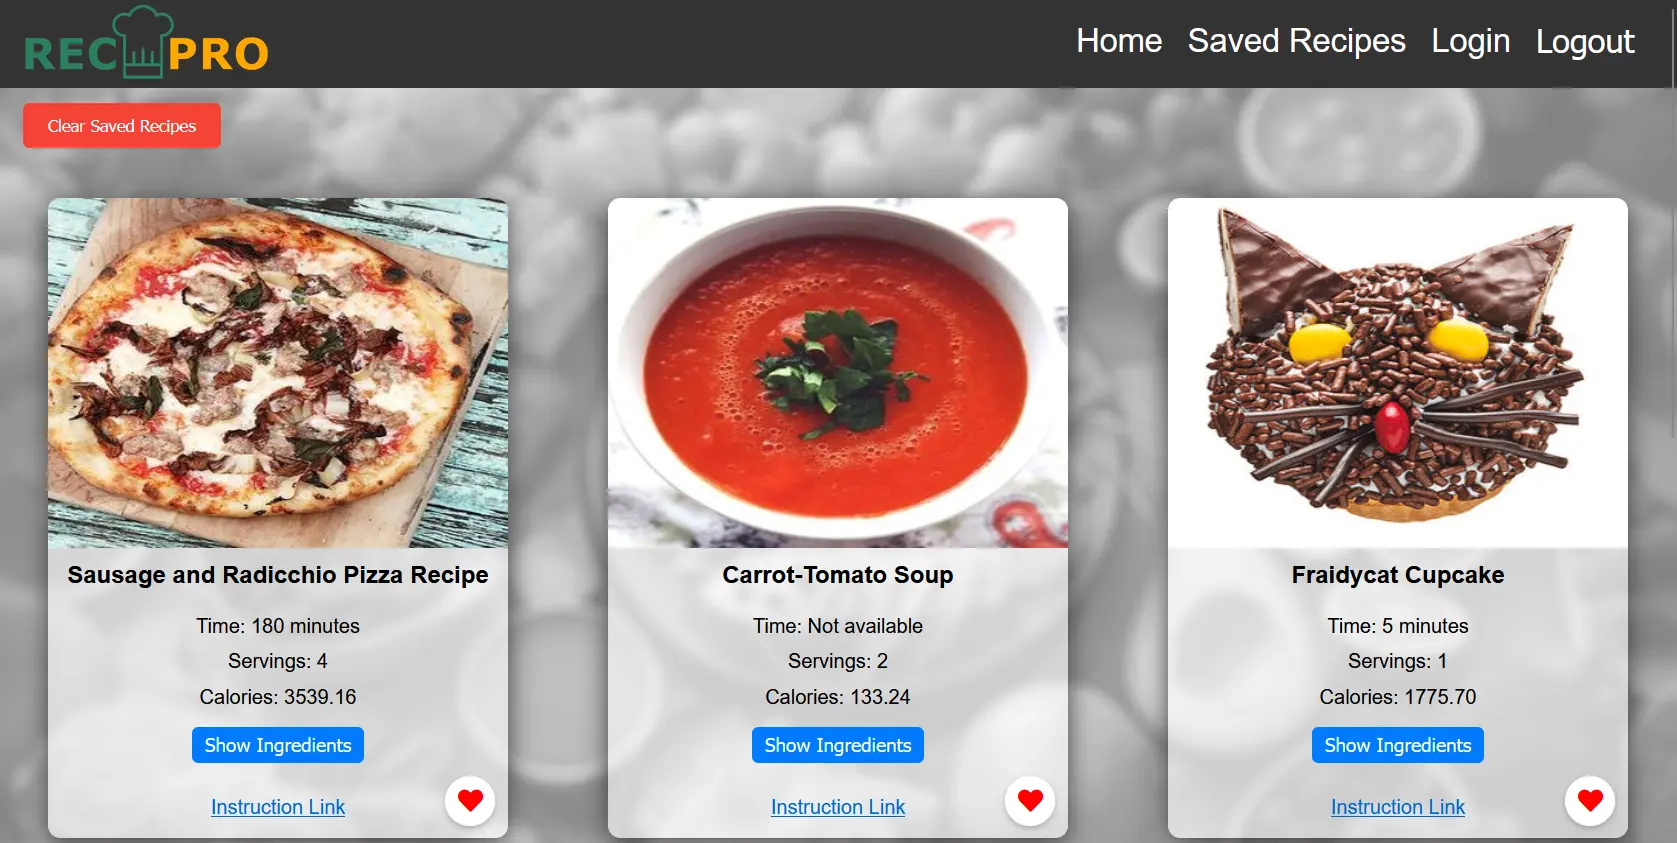 REC PRO
Home Saved Recipes Login Logout
Clear Saved Recipes
Sausage and Radicchio Pizza Recipe
Time: 180 minutes
Servings: 4
Calories: 3539.16
Show Ingredients
Instruction Link
Carrot-Tomato Soup
Time: Not available
Servings: 2
Calories: 133.24
Show Ingredients
Instruction Link
Fraidycat Cupcake
Time: 5 minutes
Servings: 1
Calories: 1775.70
Show Ingredients
Instruction Link